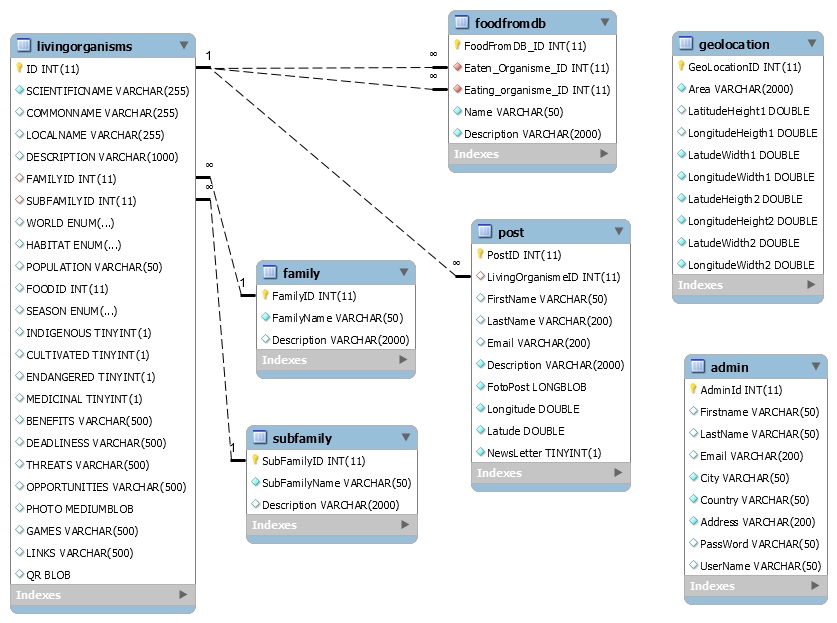 livingorganisms
ID INT(11)
SCIENTIFICNAME VARCHAR(255)
COMMONNAME VARCHAR(255)
LOCALNAME VARCHAR(255)
DESCRIPTION VARCHAR(1000)
FAMILYID INT(11)
SUBFAMILYID INT(11)
WORLD ENUM(...)
HABITAT ENUM(...)
POPULATION VARCHAR(50)
FOODID INT(11)
SEASON ENUM(...)
INDIGENOUS TINYINT(1)
CULTIVATED TINYINT(1)
ENDANGERED TINYINT(1)
MEDICINAL TINYINT(1)
BENEFITS VARCHAR(500)
DEADLINESS VARCHAR(500)
THREATS VARCHAR(500)
OPPORTUNITIES VARCHAR(500)
PHOTO MEDIUMBLOB
GAMES VARCHAR(500)
LINKS VARCHAR(500)
QR BLOB
Indexes
1
∞
∞
∞
∞
∞
1
1
family
FamilyID INT(11)
FamilyName VARCHAR(50)
Description VARCHAR(2000)
Indexes
subfamily
SubFamilyID INT(11)
SubFamilyName VARCHAR(50)
Description VARCHAR(2000)
Indexes
foodfromdb
FoodFromDB_ID INT(11)
Eaten_Organisme_ID INT(11)
Eating_organisme_ID INT(11)
Name VARCHAR(50)
Description VARCHAR(2000)
Indexes
post
PostID INT(11)
LivingOrganismeID INT(11)
FirstName VARCHAR(50)
LastName VARCHAR(200)
Email VARCHAR(200)
Description VARCHAR(2000)
FotoPost LONGBLOB
Longitude DOUBLE
Latude DOUBLE
NewsLetter TINYINT(1)
Indexes
geolocation
GeoLocationID INT(11)
Area VARCHAR(2000)
LatitudeHeight1 DOUBLE
LongitudeHeigth1 DOUBLE
LatudeWidth1 DOUBLE
LongitudeWidth1 DOUBLE
LatudeHeigth2 DOUBLE
LongitudeHeight2 DOUBLE
LatudeWidth2 DOUBLE
LongitudeWidth2 DOUBLE
Indexes
admin
AdminId INT(11)
Firstname VARCHAR(50)
LastName VARCHAR(50)
Email VARCHAR(200)
City VARCHAR(50)
Country VARCHAR(50)
Address VARCHAR(200)
PassWord VARCHAR(50)
UserName VARCHAR(50)
Indexes